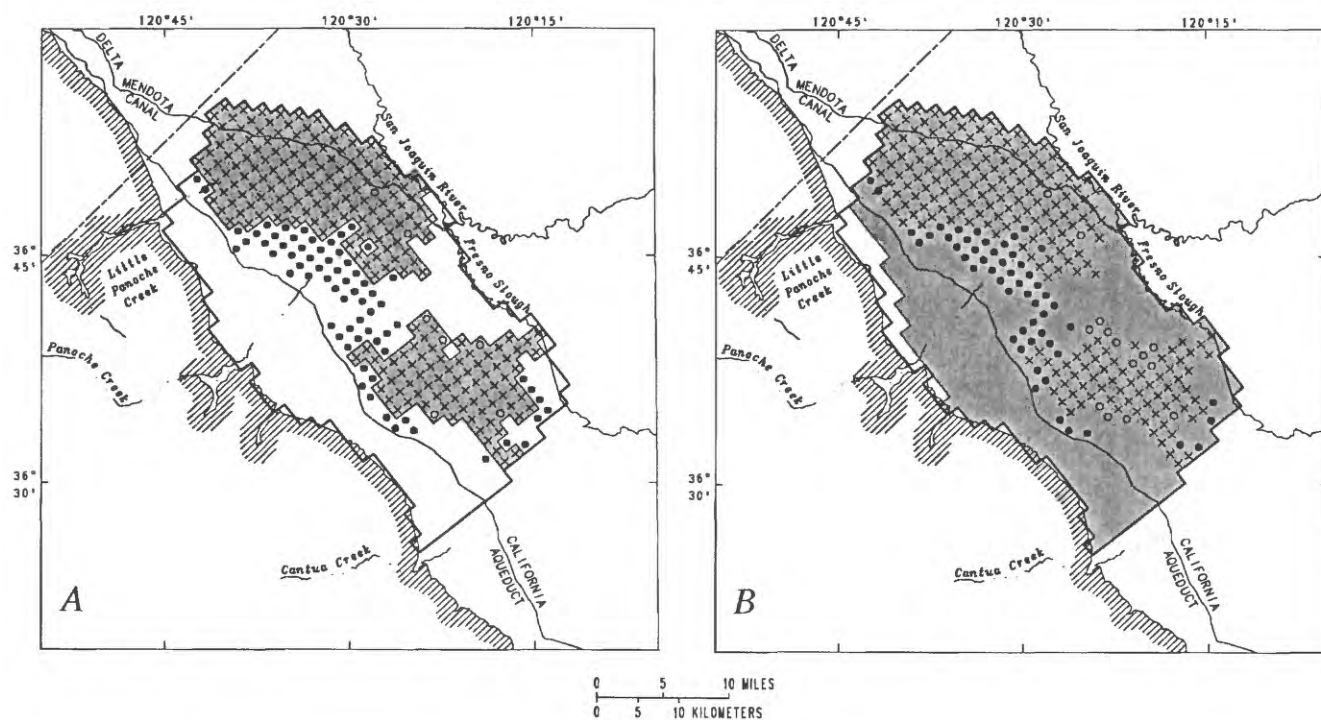 120°45' 120°30' 120°15'
DELTA
MENDOTA
CANAL
San Joaquin River
Fresno Slough
36°
45'
Little
Panoche
Creek
Panoche Creek
36°
30'
Cantua Creek
CALIFORNIA
AQUEDUCT
A
120°45' 120°30' 120°15'
DELTA
MENDOTA
CANAL
San Joaquin River
Fresno Slough
36°
45'
Little
Panoche
Creek
Panoche Creek
36°
30'
Cantua Creek
CALIFORNIA
AQUEDUCT
B
0 5 10 MILES
0 5 10 KILOMETERS